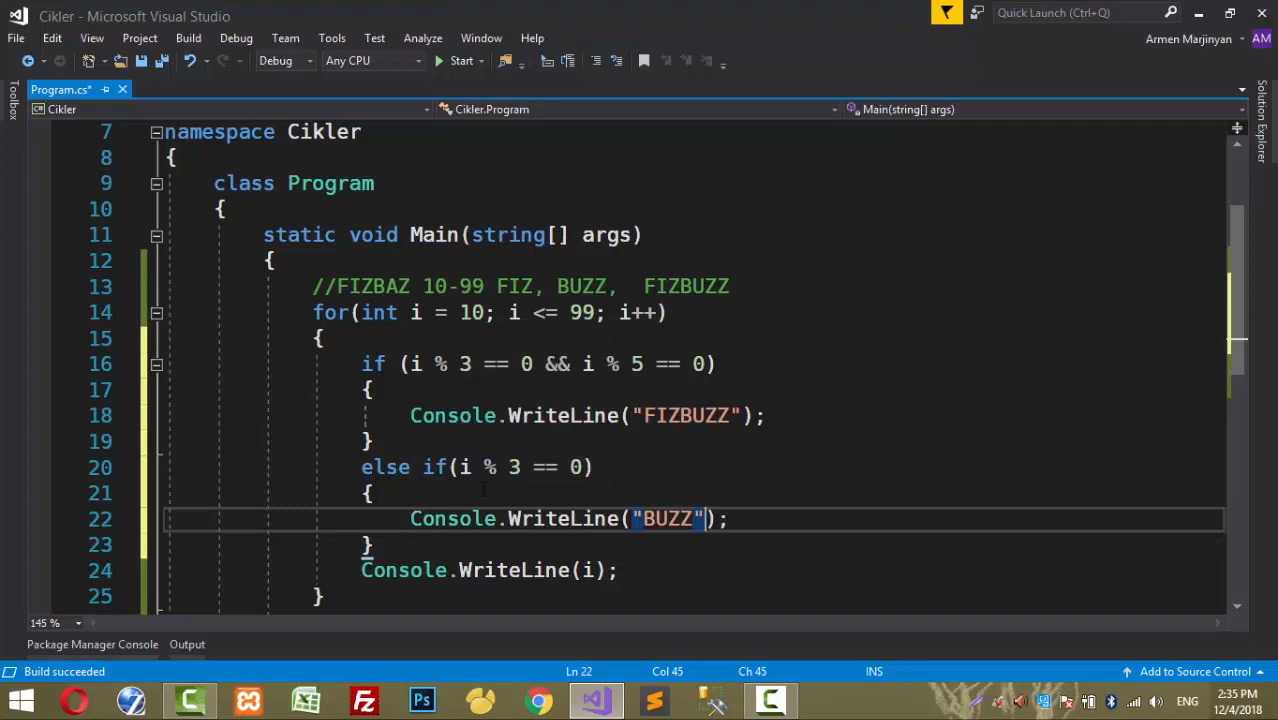 Cikler - Microsoft Visual Studio
Quick Launch (Ctrl+Q)
File Edit View Project Build Debug Team Tools Test Analyze Window Help
Armen Marjinyan AM
Debug Any CPU Start
Toolbox
Program.cs*
Solution Explorer
Cikler Cikler.Program Main(string[] args)
7 namespace Cikler
8 {
9 class Program
10 {
11 static void Main(string[] args)
12 {
13 //FIZBAZ 10-99 FIZ, BUZZ,  FIZBUZZ
14 for(int i = 10; i <= 99; i++)
15 {
16 if (i % 3 == 0 && i % 5 == 0)
17 {
18 Console.WriteLine("FIZBUZZ");
19 }
20 else if(i % 3 == 0)
21 {
22 Console.WriteLine("BUZZ");
23 }
24 Console.WriteLine(i);
25 }
145 %
Package Manager Console Output
Build succeeded Ln 22 Col 45 Ch 45 INS Add to Source Control
Fz Ps ENG
2:35 PM
12/4/2018